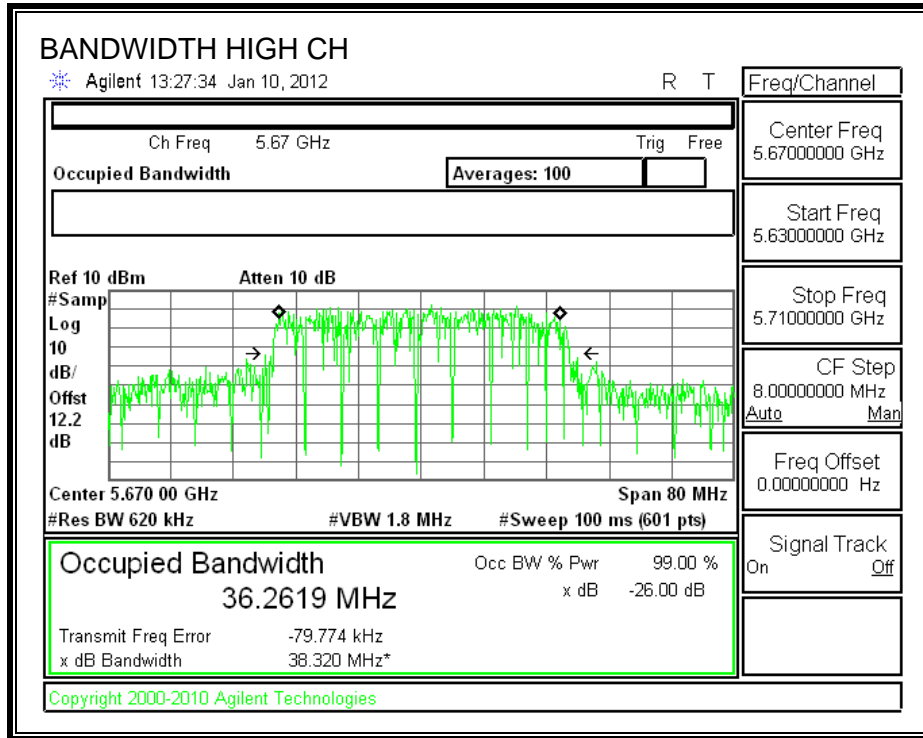 BANDWIDTH HIGH CH
Agilent 13:27:34 Jan 10, 2012 R T
Freq/Channel
Ch Freq 5.67 GHz Trig Free
Occupied Bandwidth Averages: 100
Center Freq
5.67000000 GHz
Start Freq
5.63000000 GHz
Stop Freq
5.71000000 GHz
CF Step
8.00000000 MHz
Auto Man
Freq Offset
0.00000000 Hz
Signal Track
On Off
Ref 10 dBm Atten 10 dB
#Samp
Log
10
dB/
Offst
12.2
dB
Center 5.670 00 GHz Span 80 MHz
#Res BW 620 kHz #VBW 1.8 MHz #Sweep 100 ms (601 pts)
Occupied Bandwidth Occ BW % Pwr 99.00 %
36.2619 MHz x dB -26.00 dB
Transmit Freq Error -79.774 kHz
x dB Bandwidth 38.320 MHz*
Copyright 2000-2010 Agilent Technologies